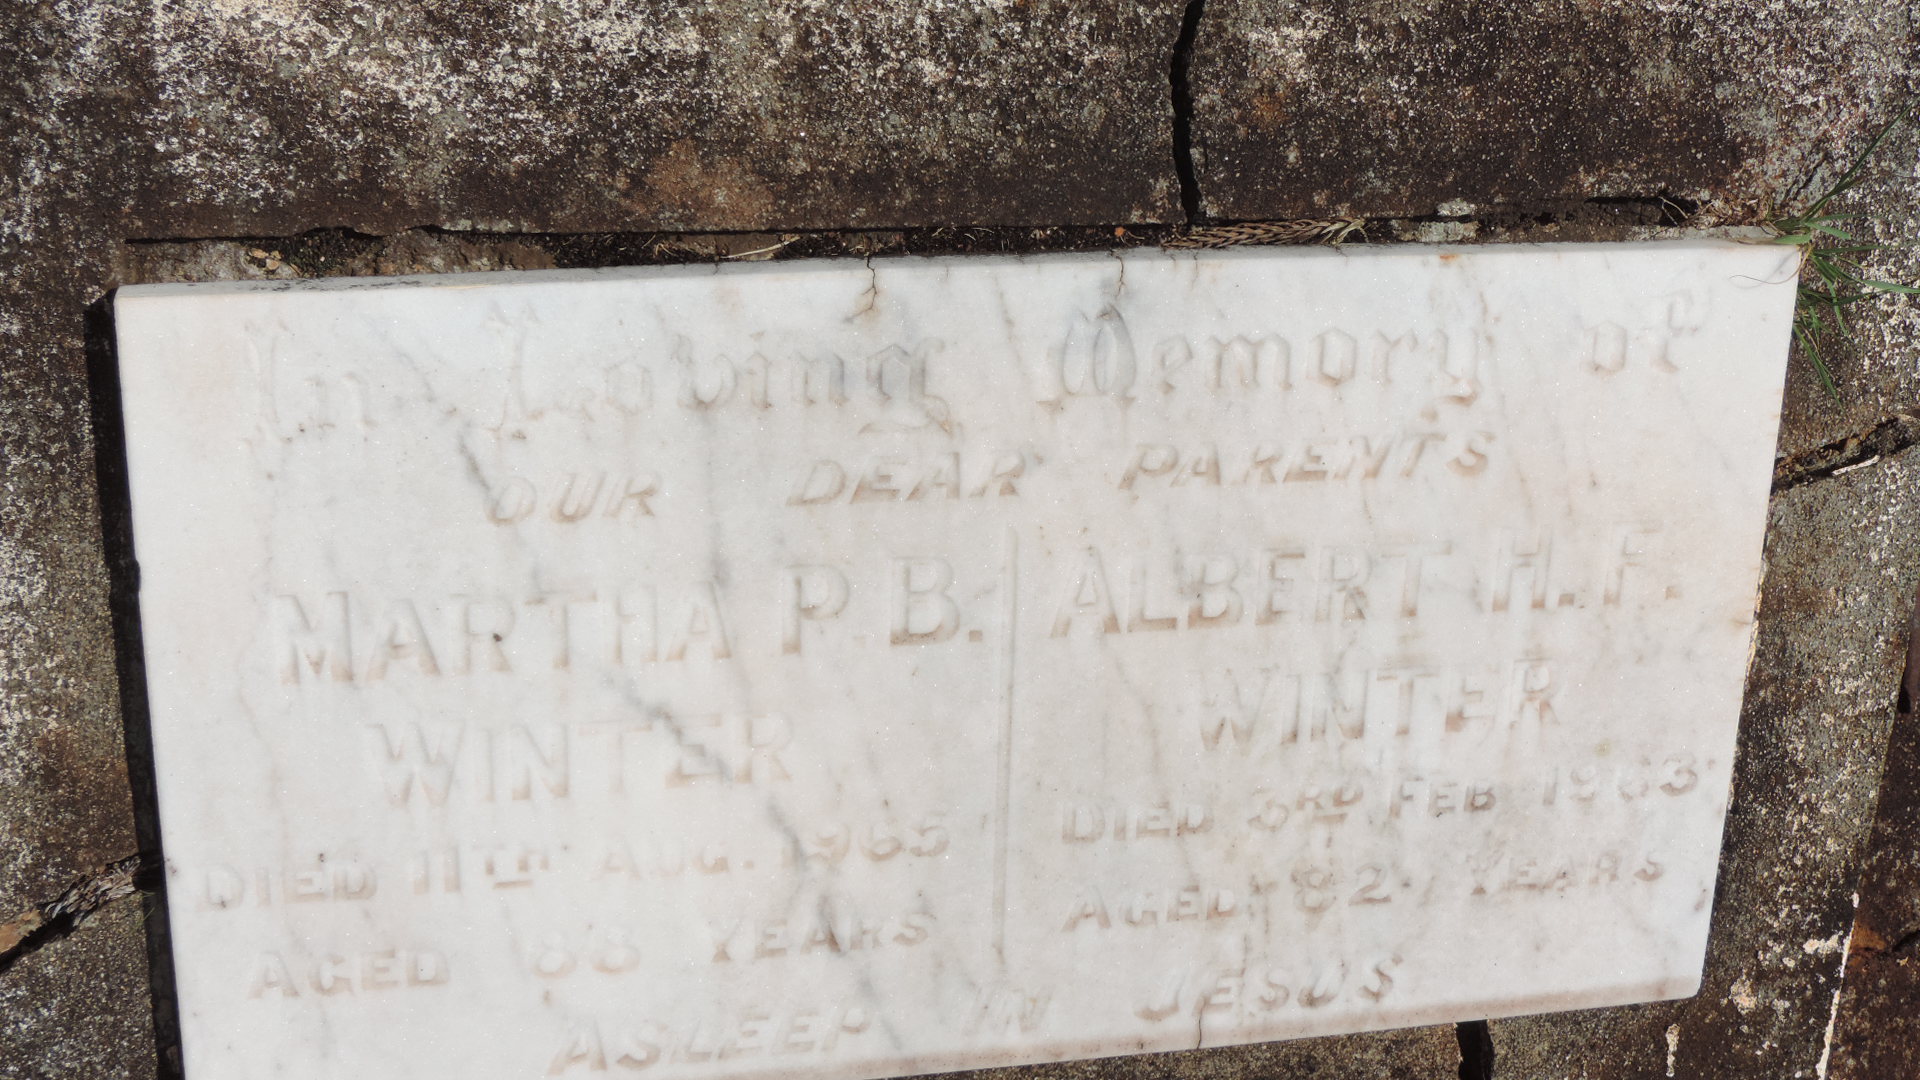 In Loving Memory of
OUR DEAR PARENTS
MARTHA P. B.
WINTER
DIED 11TH AUG. 1965
AGED 88 YEARS
ALBERT H. F.
WINTER
DIED 3RD FEB 1963
AGED 82 YEARS
ASLEEP IN JESUS